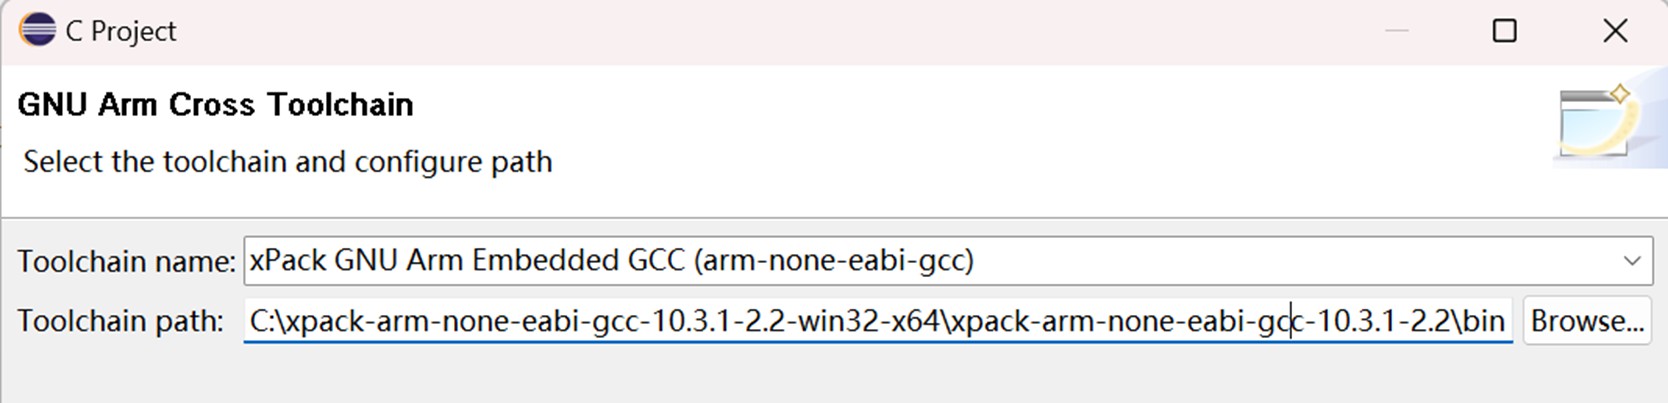 C Project
GNU Arm Cross Toolchain
Select the toolchain and configure path
Toolchain name: xPack GNU Arm Embedded GCC (arm-none-eabi-gcc)
Toolchain path: C:\xpack-arm-none-eabi-gcc-10.3.1-2.2-win32-x64\xpack-arm-none-eabi-gcc-10.3.1-2.2\bin Browse...